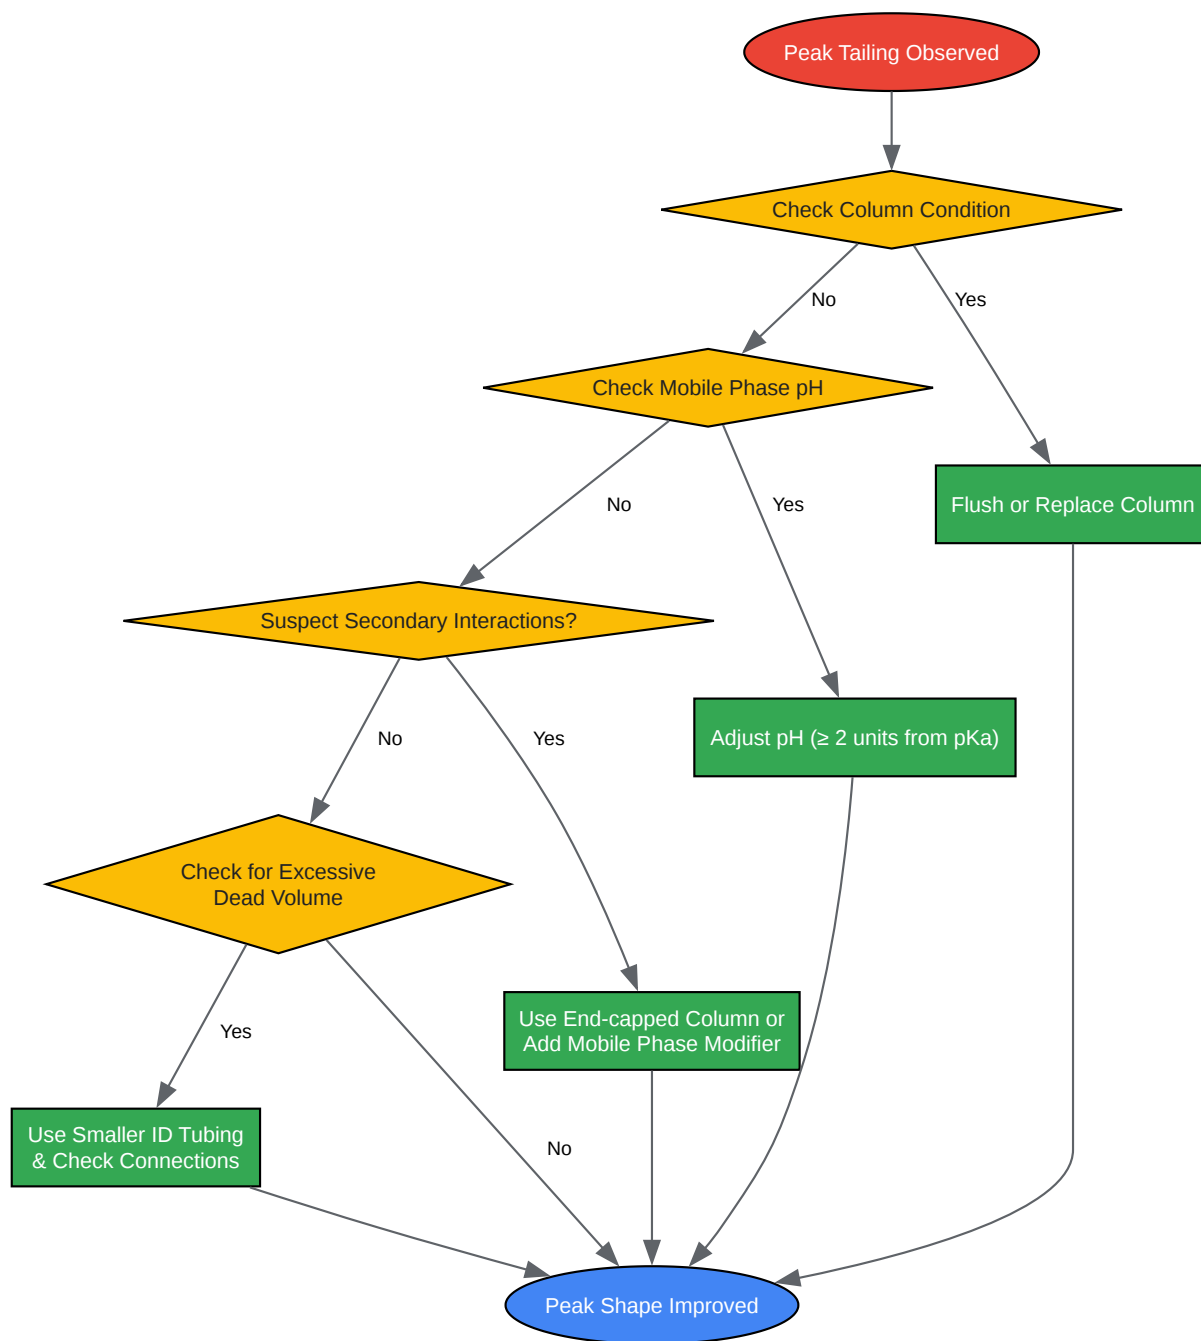 Peak Tailing Observed
Check Column Condition
No
Yes
Check Mobile Phase pH
No
Yes
Flush or Replace Column
Suspect Secondary Interactions?
No
Yes
Adjust pH (≥ 2 units from pKa)
Check for Excessive
Dead Volume
Yes
Use End-capped Column or
Add Mobile Phase Modifier
Use Smaller ID Tubing
& Check Connections
No
Peak Shape Improved